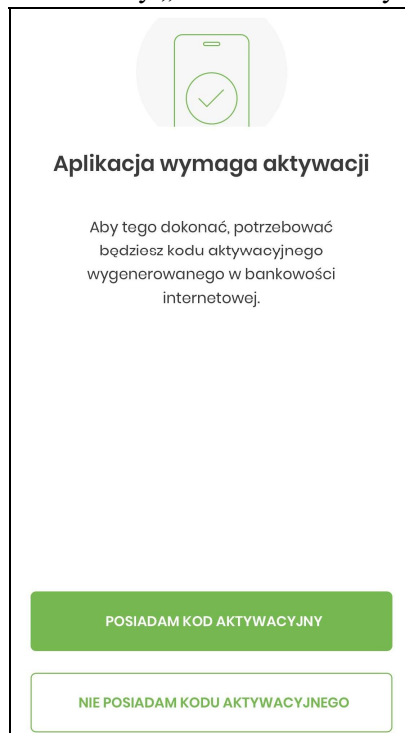 Aplikacja wymaga aktywacji
Aby tego dokonać, potrzebować
będziesz kodu aktywacyjnego
wygenerowanego w bankowości
internetowej.
POSIADAM KOD AKTYWACYJNY
NIE POSIADAM KODU AKTYWACYJNEGO